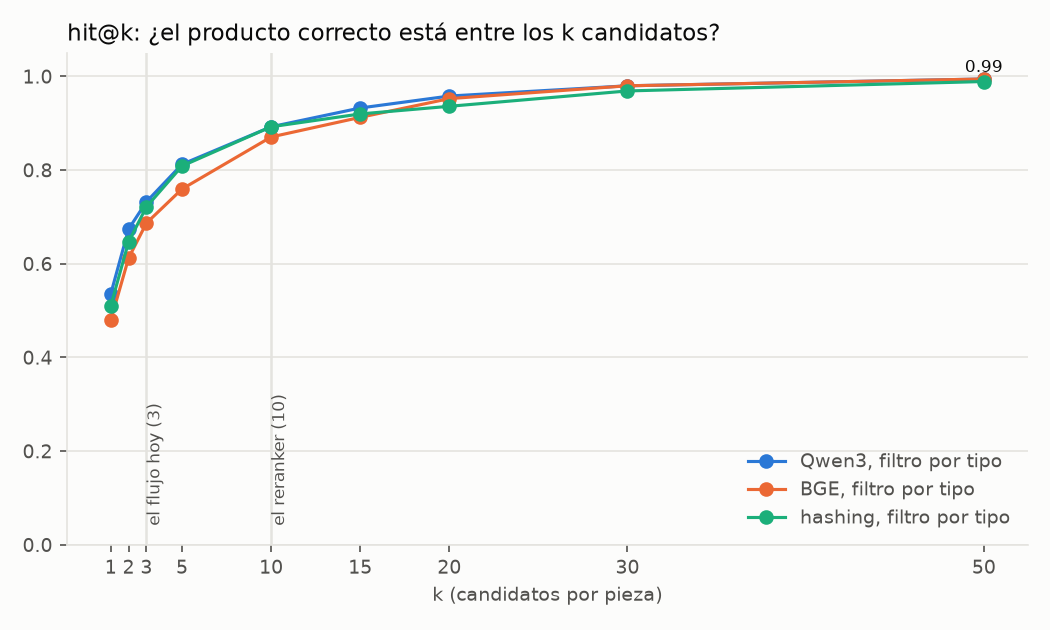 hit@k: ¿el producto correcto está entre los k candidatos?
0.99
1.0
0.8
0.6
0.4
0.2
0.0
el flujo hoy (3)
el reranker (10)
Qwen3, filtro por tipo
BGE, filtro por tipo
hashing, filtro por tipo
1 2 3 5 10 15 20 30 50
k (candidatos por pieza)